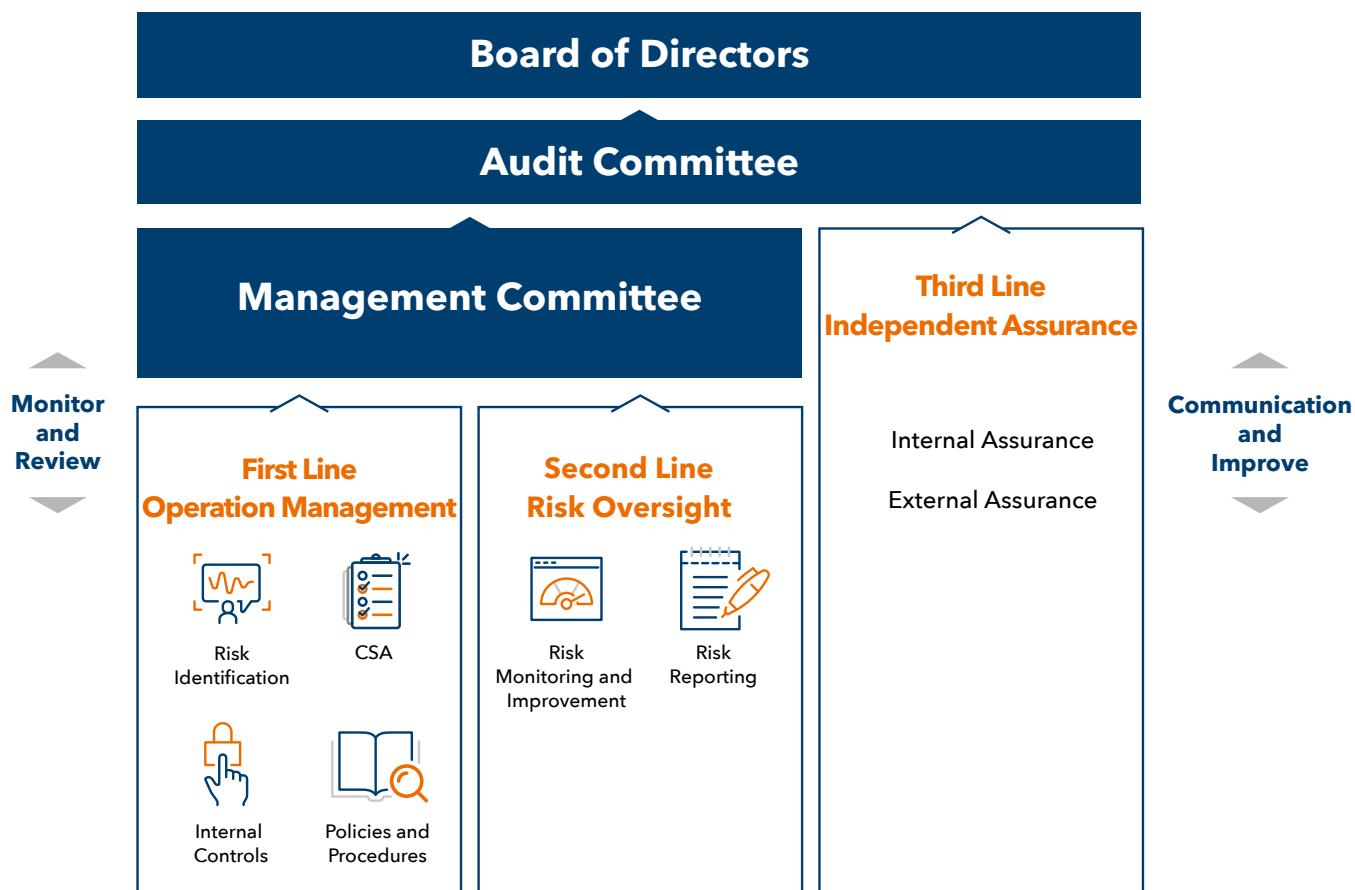 Board of Directors
Audit Committee
Management Committee
Third Line
Independent Assurance
Internal Assurance
External Assurance
Monitor
and
Review
Communication
and
Improve
First Line
Operation Management
Risk
Identification
CSA
Internal
Controls
Policies and
Procedures
Second Line
Risk Oversight
Risk
Monitoring and
Improvement
Risk
Reporting